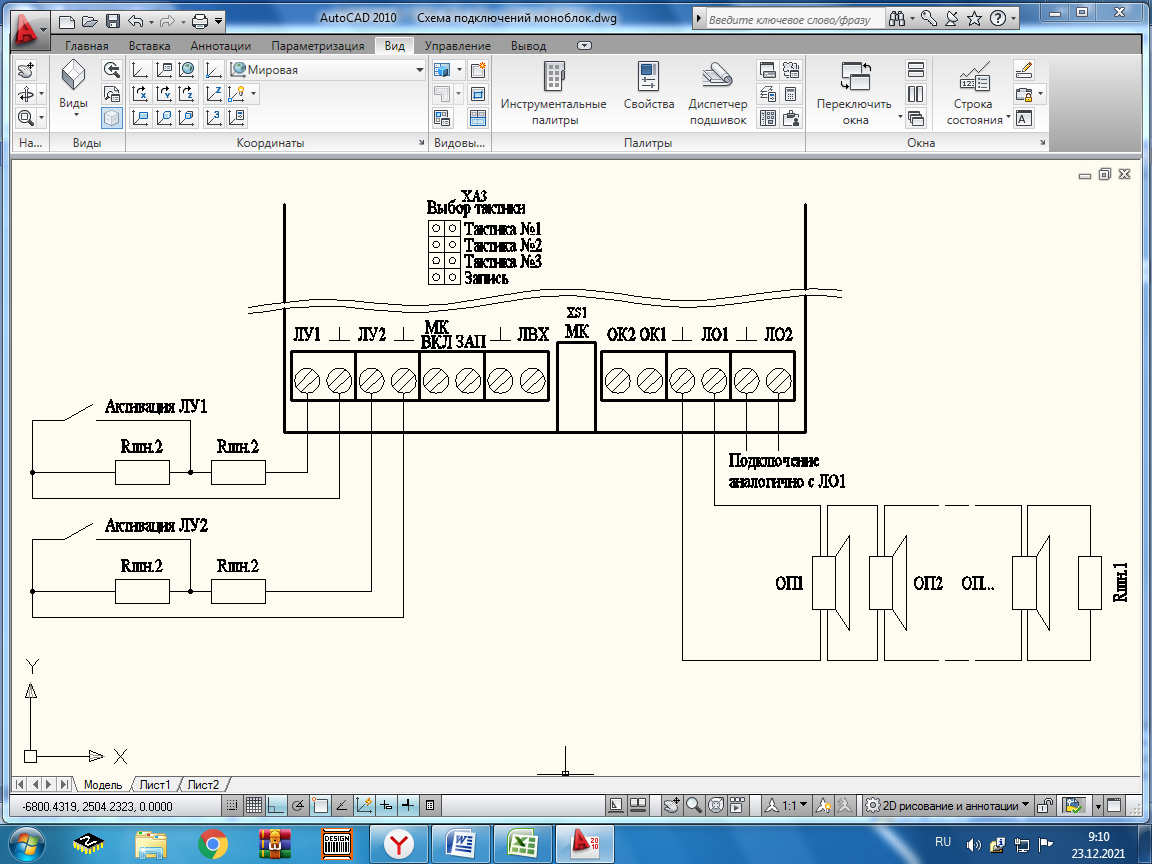 AutoCAD 2010 Схема подключений моноблок.dwg
Введите ключевое слово/фразу
Главная Вставка Аннотации Параметризация Вид Управление Вывод
Мировая
Виды
Инструментальные палитры
Свойства
Диспетчер подшивок
Переключить окна
Строка состояния
На... Виды Координаты Видовы... Палитры Окна
XA3
Выбор тактики
Тактика №1
Тактика №2
Тактика №3
Запись
XS1
ЛУ1 ЛУ2 МК ЛВХ МК ОК2 ОК1 ЛО1 ЛО2
ВКЛ ЗАП
Активация ЛУ1
Rшн.2 Rшн.2
Подключение
аналогично с ЛО1
Активация ЛУ2
Rшн.2 Rшн.2
ОП1 ОП2 ОП... Rшн.1
Y
X
Модель Лист1 Лист2
-6800.4319, 2504.2323, 0.0000
1:1
2D рисование и аннотации
DESIGN
RU
9:10
23.12.2021